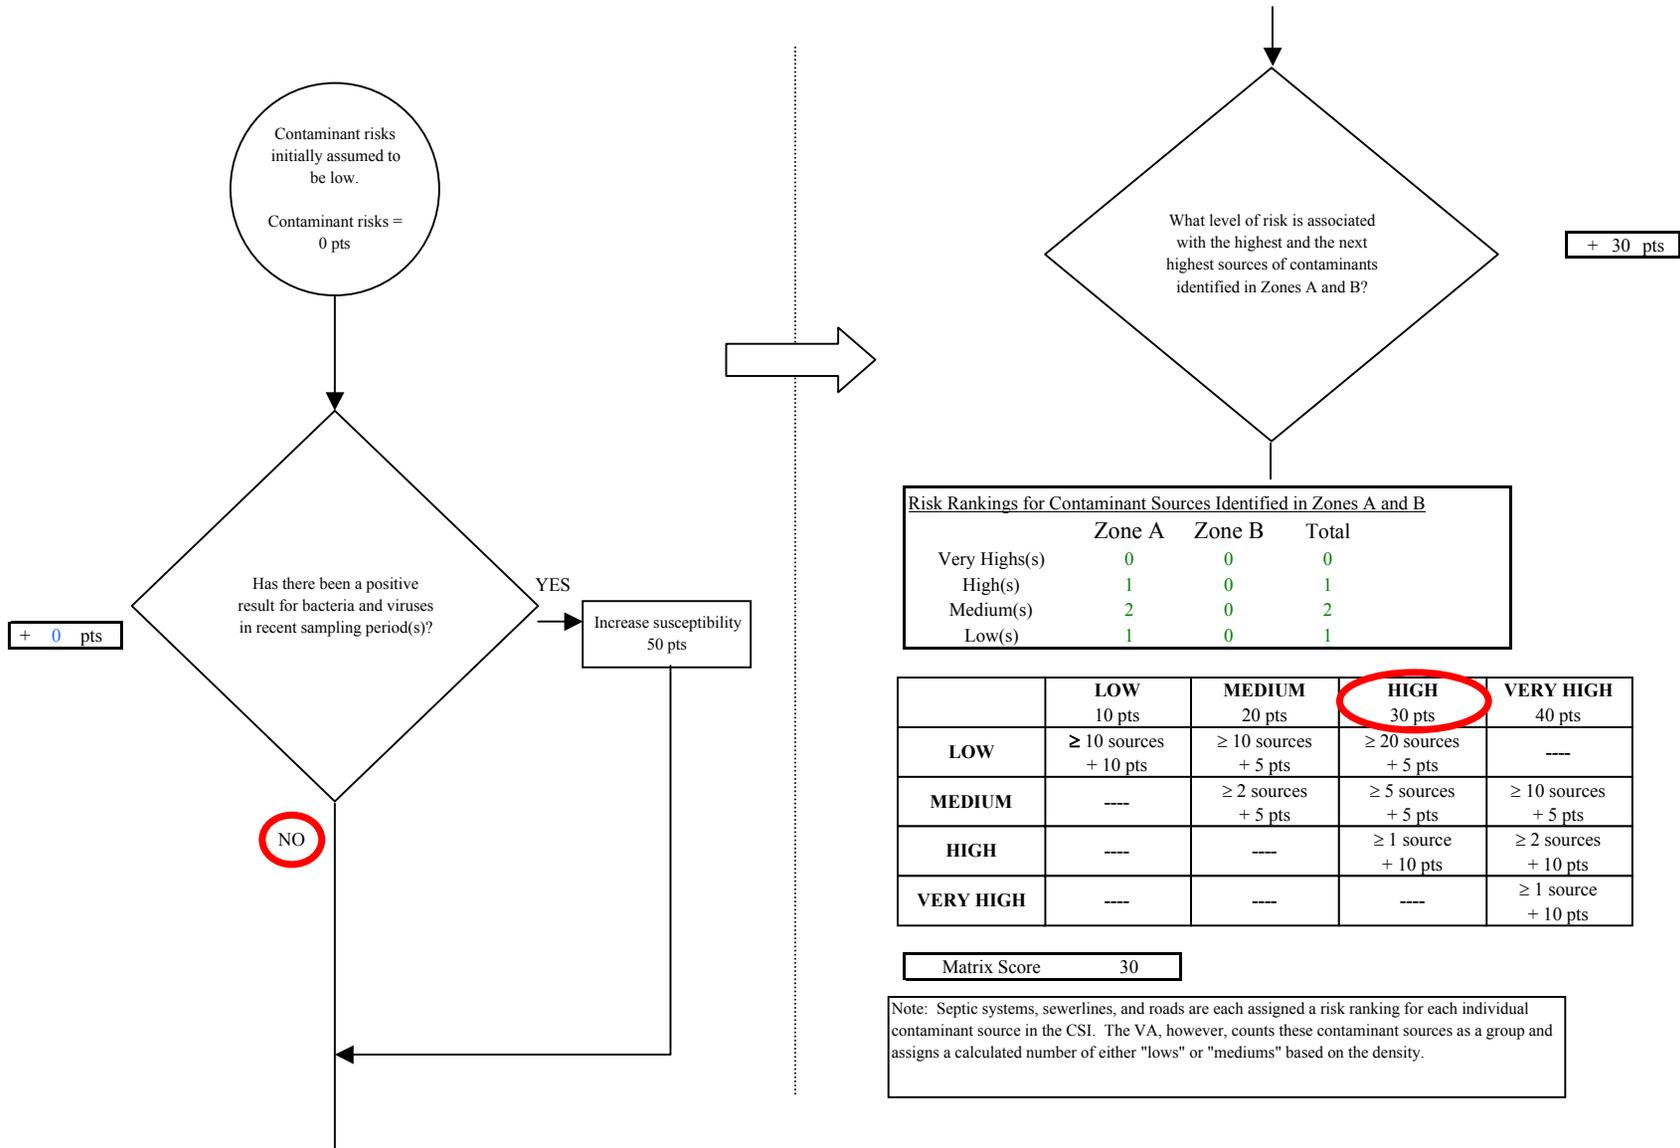 Contaminant risks
initially assumed to
be low.
Contaminant risks =
0 pts
Has there been a positive
result for bacteria and viruses
in recent sampling period(s)?
+ 0 pts
YES
Increase susceptibility
50 pts
NO
What level of risk is associated
with the highest and the next
highest sources of contaminants
identified in Zones A and B?
+ 30 pts
Risk Rankings for Contaminant Sources Identified in Zones A and B
Zone A Zone B Total
Very Highs(s) 0 0 0
High(s) 1 0 1
Medium(s) 2 0 2
Low(s) 1 0 1
LOW MEDIUM HIGH VERY HIGH
10 pts 20 pts 30 pts 40 pts
LOW ≥ 10 sources ≥ 10 sources ≥ 20 sources ----
+ 10 pts + 5 pts + 5 pts
MEDIUM ---- ≥ 2 sources ≥ 5 sources ≥ 10 sources
+ 5 pts + 5 pts + 5 pts
HIGH ---- ---- ≥ 1 source ≥ 2 sources
+ 10 pts + 10 pts
VERY HIGH ---- ---- ---- ≥ 1 source
+ 10 pts
Matrix Score 30
Note: Septic systems, sewerlines, and roads are each assigned a risk ranking for each individual
contaminant source in the CSI. The VA, however, counts these contaminant sources as a group and
assigns a calculated number of either "lows" or "mediums" based on the density.